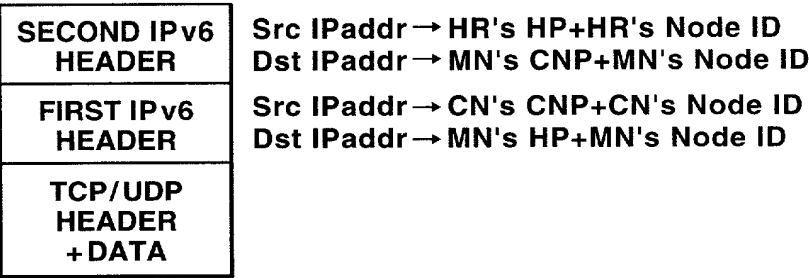 SECOND IPv6
HEADER
Src IPaddr→HR's HP+HR's Node ID
Dst IPaddr→MN's CNP+MN's Node ID
FIRST IPv6
HEADER
Src IPaddr→CN's CNP+CN's Node ID
Dst IPaddr→MN's HP+MN's Node ID
TCP/UDP
HEADER
+DATA